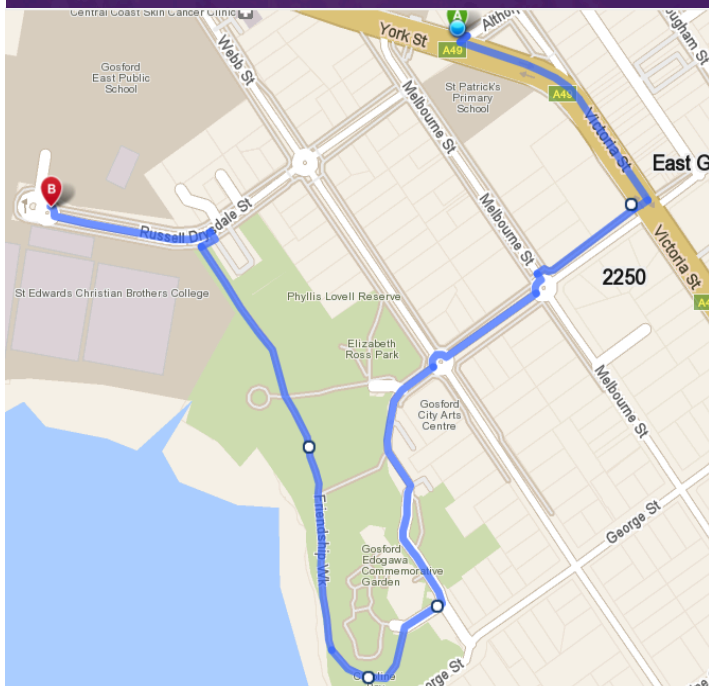 Central Coast Skin Cancer Clinic
A
York St
A49
Webb St
Gosford
East Public
School
Melbourne St
St Patrick's
Primary
School
A49
Victoria St
East G
B
Russell Drysdale St
Melbourne St
Victoria St
2250
St Edwards Christian Brothers College
Phyllis Lovell Reserve
Elizabeth
Ross Park
Gosford
City Arts
Centre
Melbourne St
George St
Friendship Wk
Gosford
Edogawa
Commemorative
Garden
George St